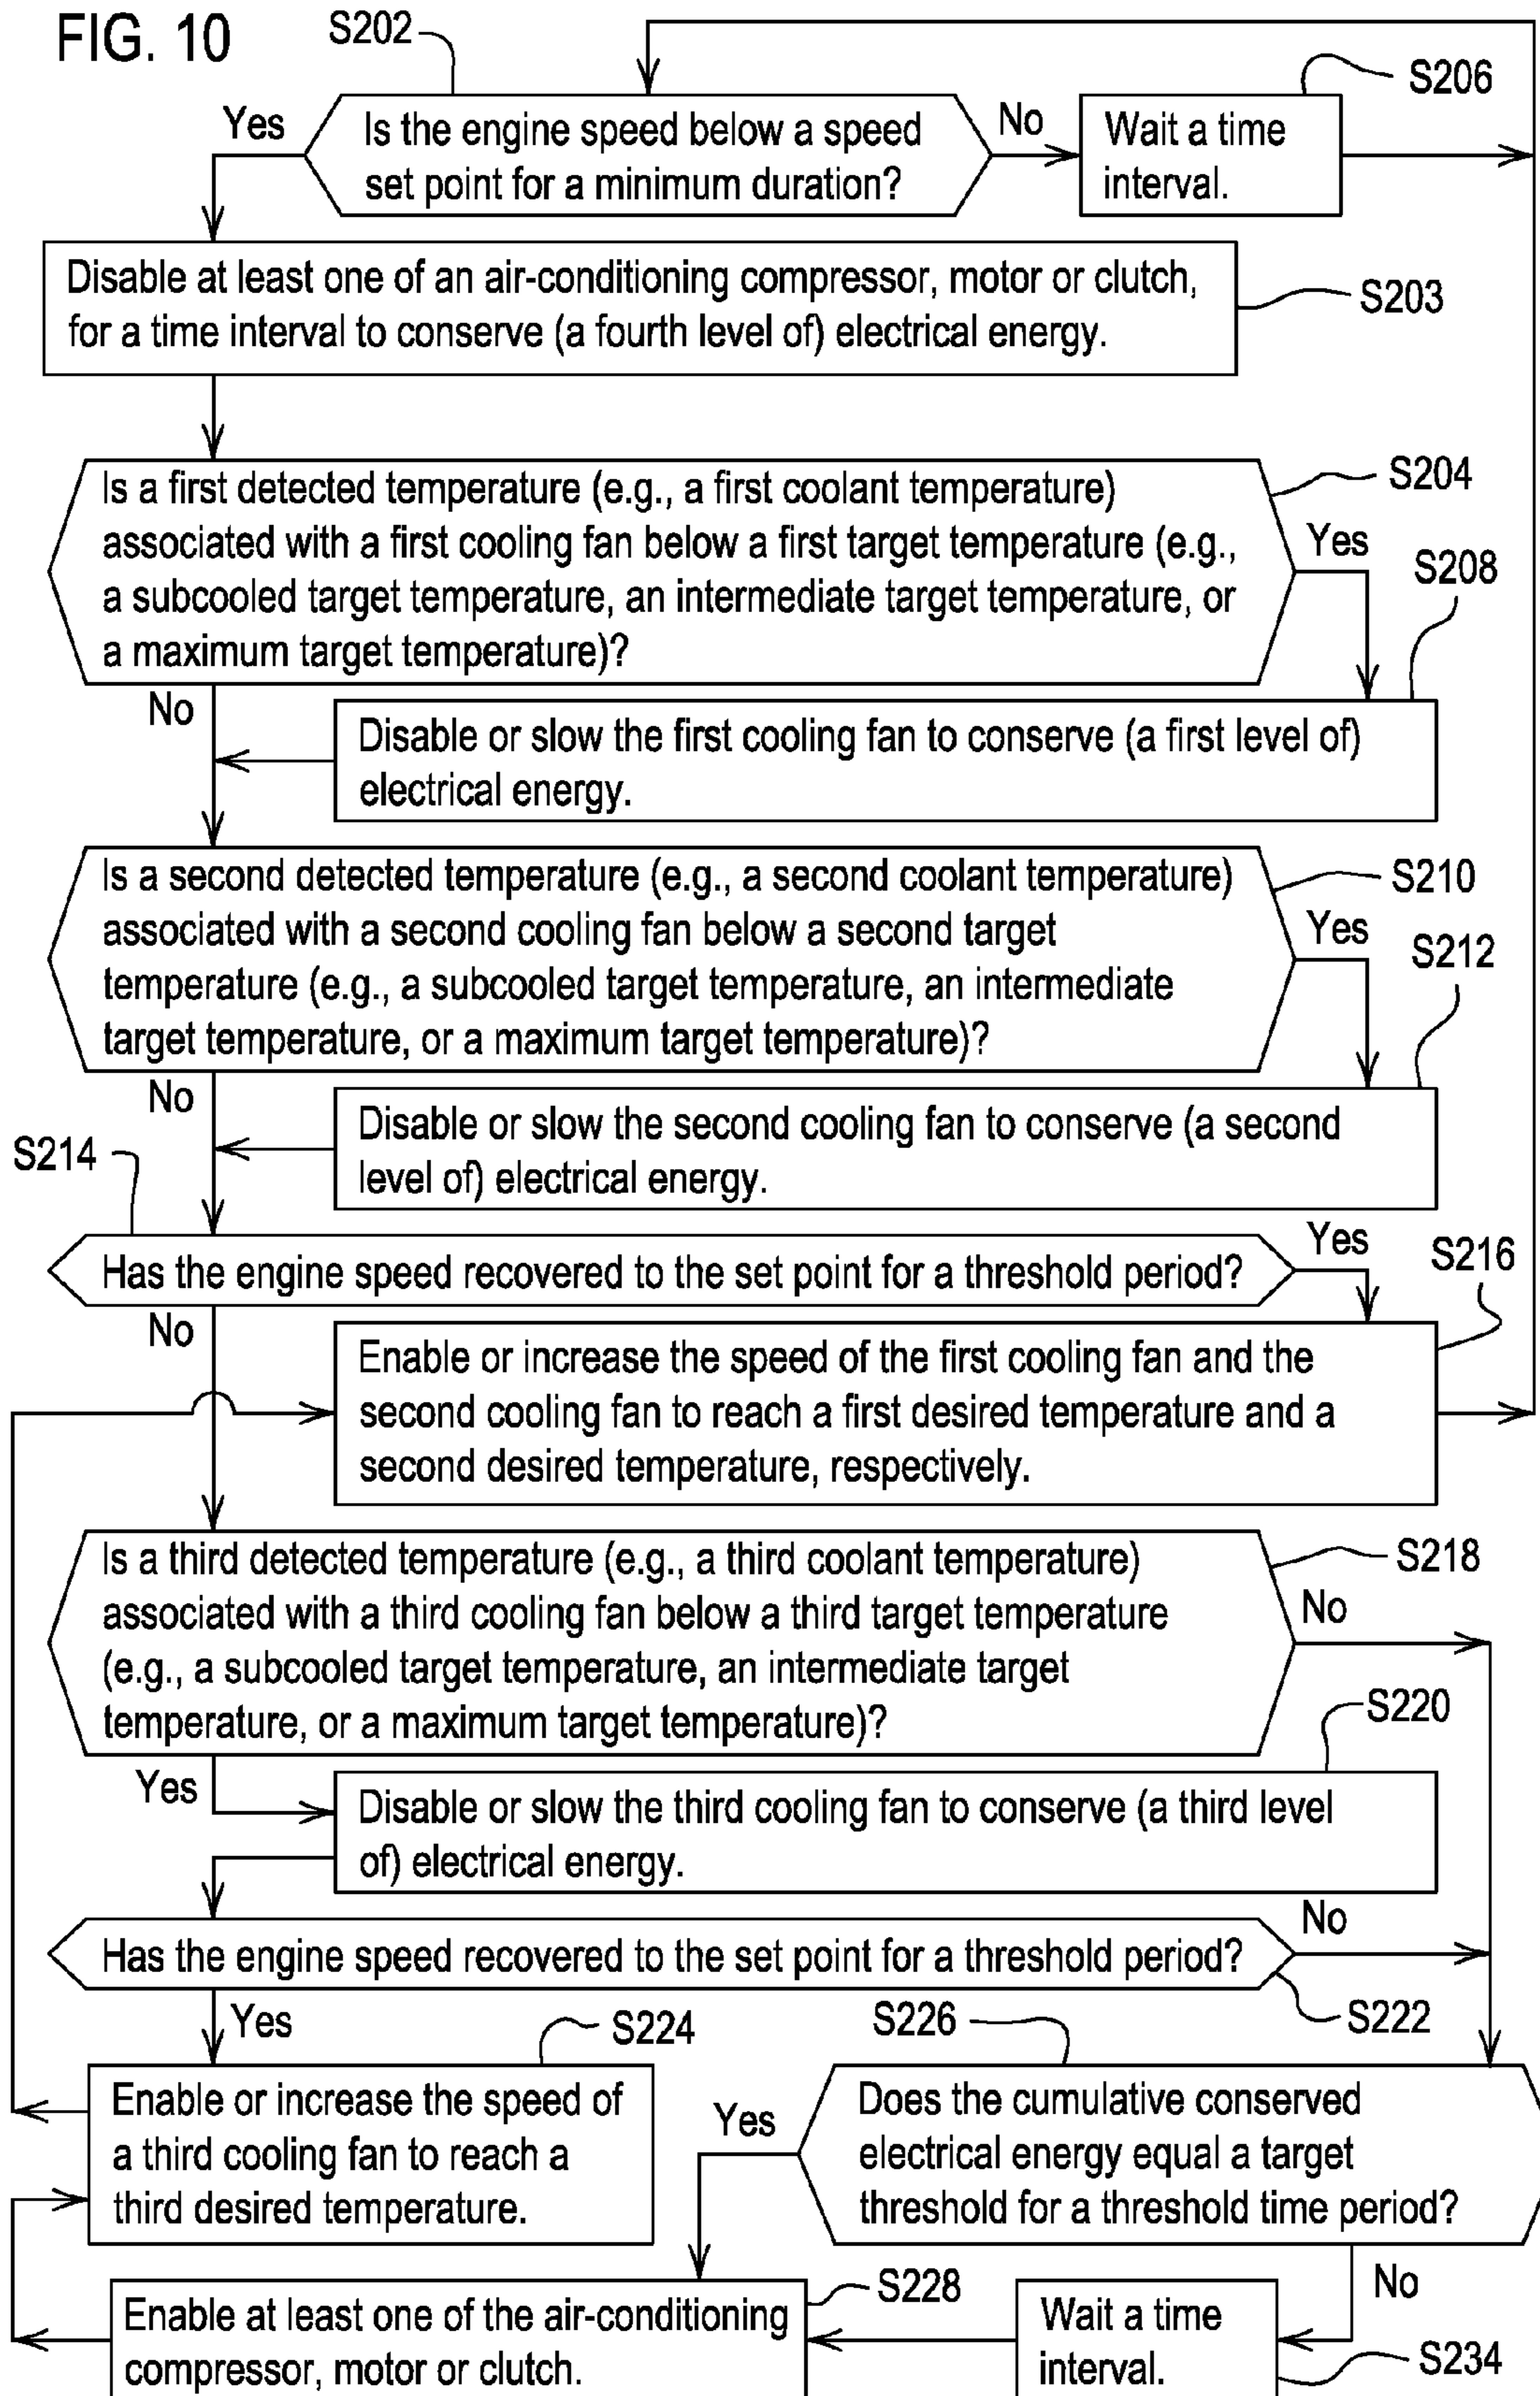 FIG. 10
S202
S206
Yes
Is the engine speed below a speed
set point for a minimum duration?
No
Wait a time
interval.
Disable at least one of an air-conditioning compressor, motor or clutch,
for a time interval to conserve (a fourth level of) electrical energy.
S203
Is a first detected temperature (e.g., a first coolant temperature)
associated with a first cooling fan below a first target temperature (e.g.,
a subcooled target temperature, an intermediate target temperature, or
a maximum target temperature)?
S204
Yes
S208
No
Disable or slow the first cooling fan to conserve (a first level of)
electrical energy.
Is a second detected temperature (e.g., a second coolant temperature)
associated with a second cooling fan below a second target
temperature (e.g., a subcooled target temperature, an intermediate
target temperature, or a maximum target temperature)?
S210
Yes
S212
No
Disable or slow the second cooling fan to conserve (a second
level of) electrical energy.
S214
Has the engine speed recovered to the set point for a threshold period?
Yes
S216
No
Enable or increase the speed of the first cooling fan and the
second cooling fan to reach a first desired temperature and a
second desired temperature, respectively.
Is a third detected temperature (e.g., a third coolant temperature)
associated with a third cooling fan below a third target temperature
(e.g., a subcooled target temperature, an intermediate target
temperature, or a maximum target temperature)?
S218
No
S220
Yes
Disable or slow the third cooling fan to conserve (a third level
of) electrical energy.
No
Has the engine speed recovered to the set point for a threshold period?
S222
Yes
S224
Enable or increase the speed of
a third cooling fan to reach a
third desired temperature.
S226
Yes
Does the cumulative conserved
electrical energy equal a target
threshold for a threshold time period?
No
S228
Enable at least one of the air-conditioning
compressor, motor or clutch.
Wait a time
interval.
S234